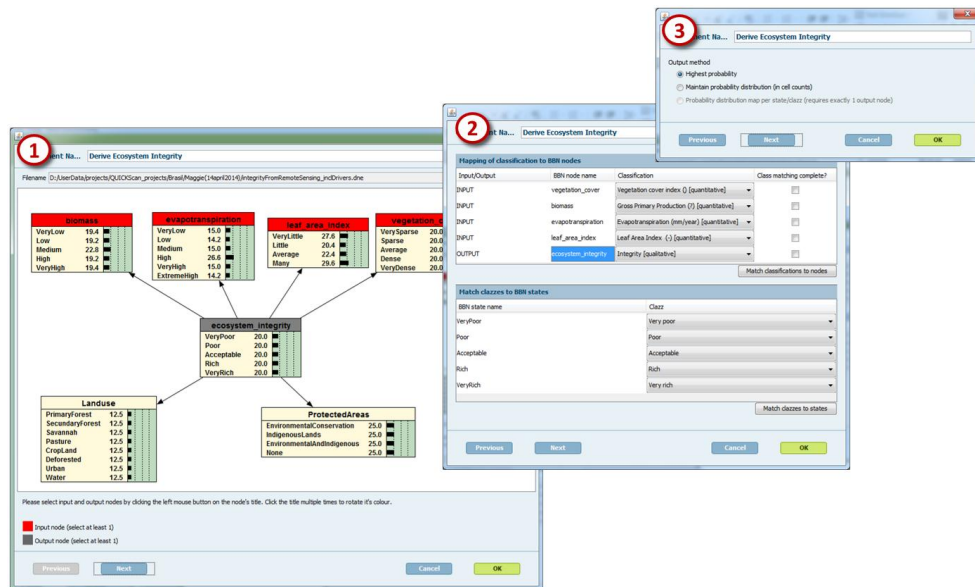 1
ent Na... Derive Ecosystem Integrity
Filename D:/UserData/projects/QUICKScan_projects/Brasil/Maggie(14april2014)/integrityFromRemoteSensing_inclDrivers.dne
biomass
VeryLow 19.4
Low 19.2
Medium 22.8
High 19.2
VeryHigh 19.4
evapotranspiration
VeryLow 15.0
Low 14.2
Medium 15.0
High 26.6
VeryHigh 15.0
ExtremeHigh 14.2
leaf_area_index
VeryLittle 27.6
Little 20.4
Average 22.4
Many 29.6
vegetation_c
VerySparse 20.0
Sparse 20.0
Average 20.0
Dense 20.0
VeryDense 20.0
ecosystem_integrity
VeryPoor 20.0
Poor 20.0
Acceptable 20.0
Rich 20.0
VeryRich 20.0
Landuse
PrimaryForest 12.5
SecundaryForest 12.5
Savannah 12.5
Pasture 12.5
CropLand 12.5
Deforested 12.5
Urban 12.5
Water 12.5
ProtectedAreas
EnvironmentalConservation 25.0
IndigenousLands 25.0
EnvironmentalAndIndigenous 25.0
None 25.0
Please select input and output nodes by clicking the left mouse button on the node's title. Click the title multiple times to rotate it's colour.
Input node (select at least 1)
Output node (select at least 1)
Previous Next Cancel OK
2
ent Na... Derive Ecosystem Integrity
Mapping of classification to BBN nodes
Input/Output BBN node name Classification Class matching complete?
INPUT vegetation_cover Vegetation cover index () [quantitative]
INPUT biomass Gross Primary Production (?) [quantitative]
INPUT evapotranspiration Evapotranspiration (mm/year) [quantitative]
INPUT leaf_area_index Leaf Area Index (-) [quantitative]
OUTPUT ecosystem_integrity Integrity [qualitative]
Match classifications to nodes
Match clazzes to BBN states
BBN state name Clazz
VeryPoor Very poor
Poor Poor
Acceptable Acceptable
Rich Rich
VeryRich Very rich
Match clazzes to states
Previous Next Cancel OK
3
ent Na... Derive Ecosystem Integrity
Output method
Highest probability
Maintain probability distribution (in cell counts)
Probability distribution map per state/clazz (requires exactly 1 output node)
Previous Next Cancel OK